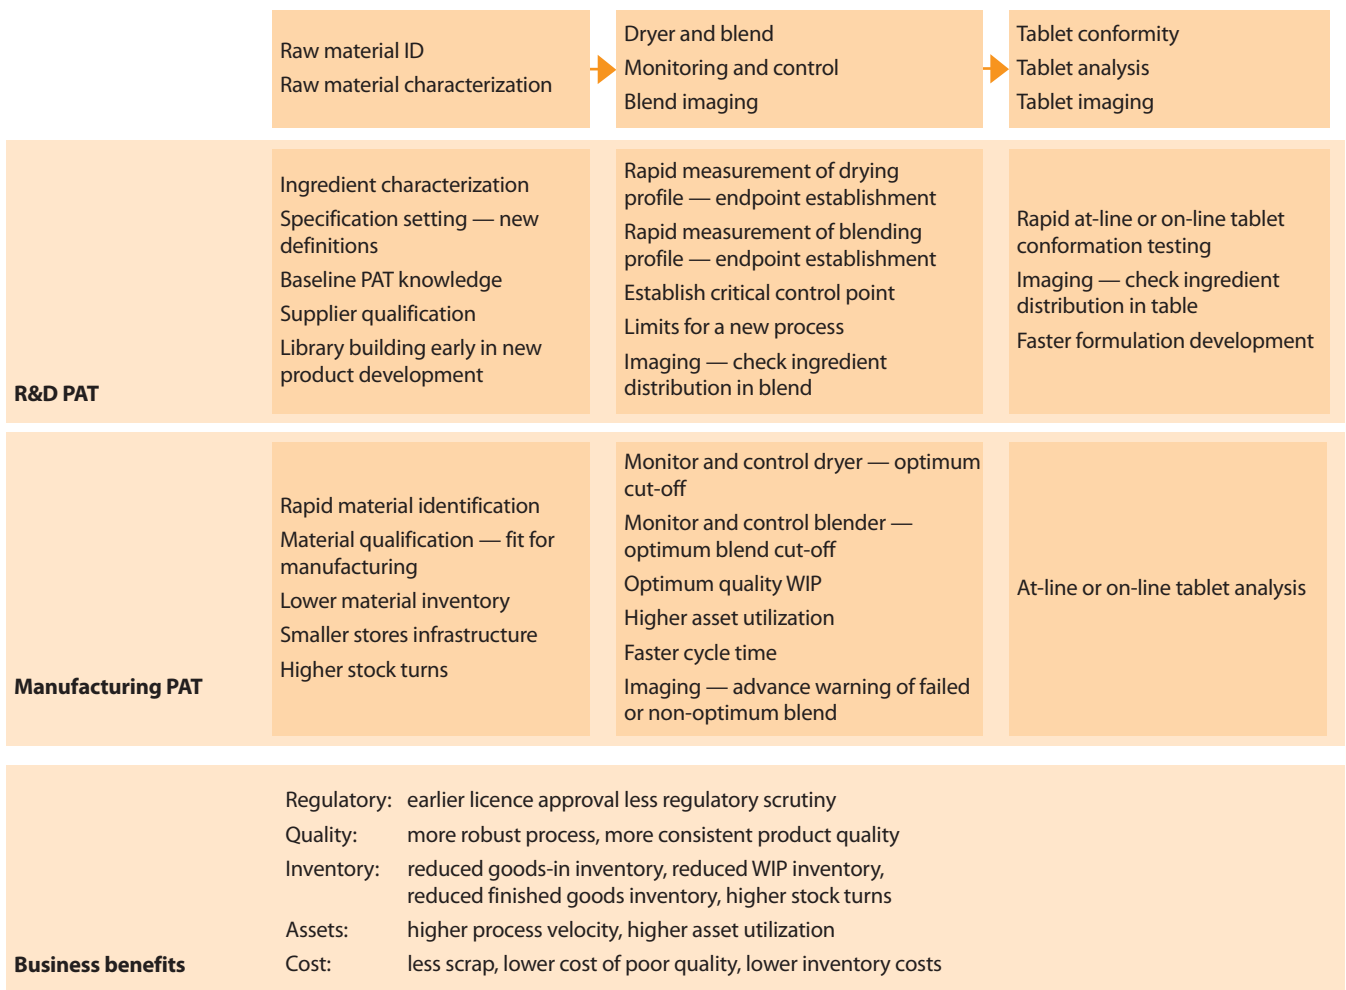 Raw material ID
Raw material characterization
Dryer and blend
Monitoring and control
Blend imaging
Tablet conformity
Tablet analysis
Tablet imaging
R&D PAT
Ingredient characterization
Specification setting — new
definitions
Baseline PAT knowledge
Supplier qualification
Library building early in new
product development
Rapid measurement of drying
profile — endpoint establishment
Rapid measurement of blending
profile — endpoint establishment
Establish critical control point
Limits for a new process
Imaging — check ingredient
distribution in blend
Rapid at-line or on-line tablet
conformation testing
Imaging — check ingredient
distribution in table
Faster formulation development
Manufacturing PAT
Rapid material identification
Material qualification — fit for
manufacturing
Lower material inventory
Smaller stores infrastructure
Higher stock turns
Monitor and control dryer — optimum
cut-off
Monitor and control blender —
optimum blend cut-off
Optimum quality WIP
Higher asset utilization
Faster cycle time
Imaging — advance warning of failed
or non-optimum blend
At-line or on-line tablet analysis
Business benefits
Regulatory: earlier licence approval less regulatory scrutiny
Quality: more robust process, more consistent product quality
Inventory: reduced goods-in inventory, reduced WIP inventory,
reduced finished goods inventory, higher stock turns
Assets: higher process velocity, higher asset utilization
Cost: less scrap, lower cost of poor quality, lower inventory costs